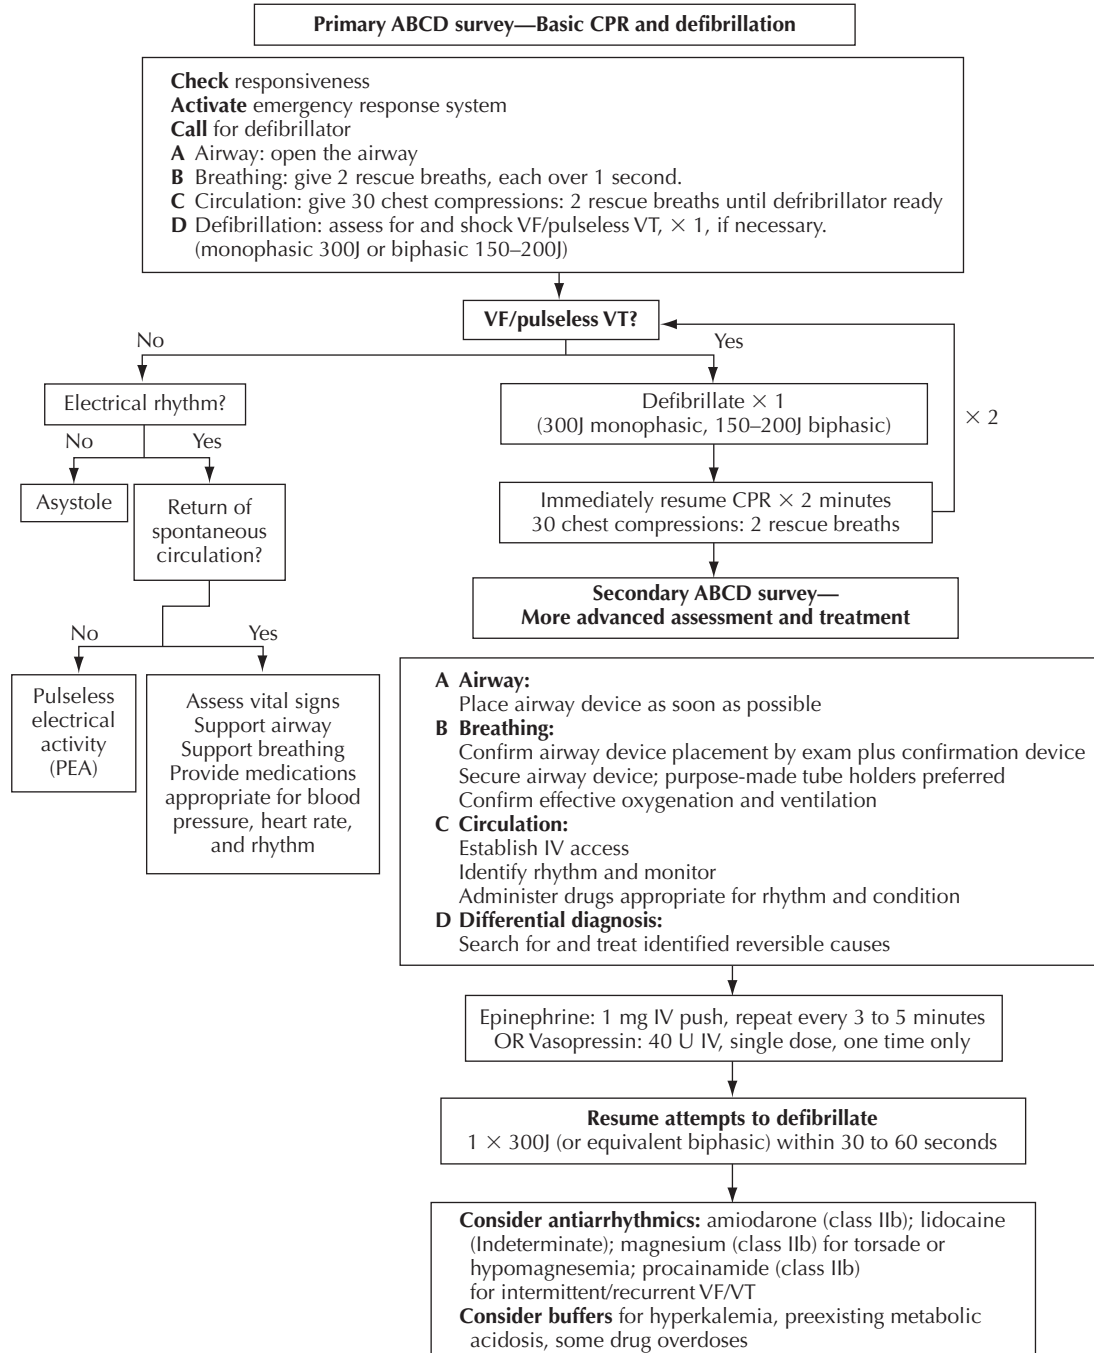 Primary ABCD survey—Basic CPR and defibrillation
Check responsiveness
Activate emergency response system
Call for defibrillator
A Airway: open the airway
B Breathing: give 2 rescue breaths, each over 1 second.
C Circulation: give 30 chest compressions: 2 rescue breaths until defribrillator ready
D Defibrillation: assess for and shock VF/pulseless VT, × 1, if necessary.
(monophasic 300J or biphasic 150–200J)
VF/pulseless VT?
No
Yes
Electrical rhythm?
No
Yes
Asystole
Return of
spontaneous
circulation?
No
Yes
Pulseless
electrical
activity
(PEA)
Assess vital signs
Support airway
Support breathing
Provide medications
appropriate for blood
pressure, heart rate,
and rhythm
Defibrillate × 1
(300J monophasic, 150–200J biphasic)
× 2
Immediately resume CPR × 2 minutes
30 chest compressions: 2 rescue breaths
Secondary ABCD survey—
More advanced assessment and treatment
A Airway:
Place airway device as soon as possible
B Breathing:
Confirm airway device placement by exam plus confirmation device
Secure airway device; purpose-made tube holders preferred
Confirm effective oxygenation and ventilation
C Circulation:
Establish IV access
Identify rhythm and monitor
Administer drugs appropriate for rhythm and condition
D Differential diagnosis:
Search for and treat identified reversible causes
Epinephrine: 1 mg IV push, repeat every 3 to 5 minutes
OR Vasopressin: 40 U IV, single dose, one time only
Resume attempts to defibrillate
1 × 300J (or equivalent biphasic) within 30 to 60 seconds
Consider antiarrhythmics: amiodarone (class IIb); lidocaine
(Indeterminate); magnesium (class IIb) for torsade or
hypomagnesemia; procainamide (class IIb)
for intermittent/recurrent VF/VT
Consider buffers for hyperkalemia, preexisting metabolic
acidosis, some drug overdoses